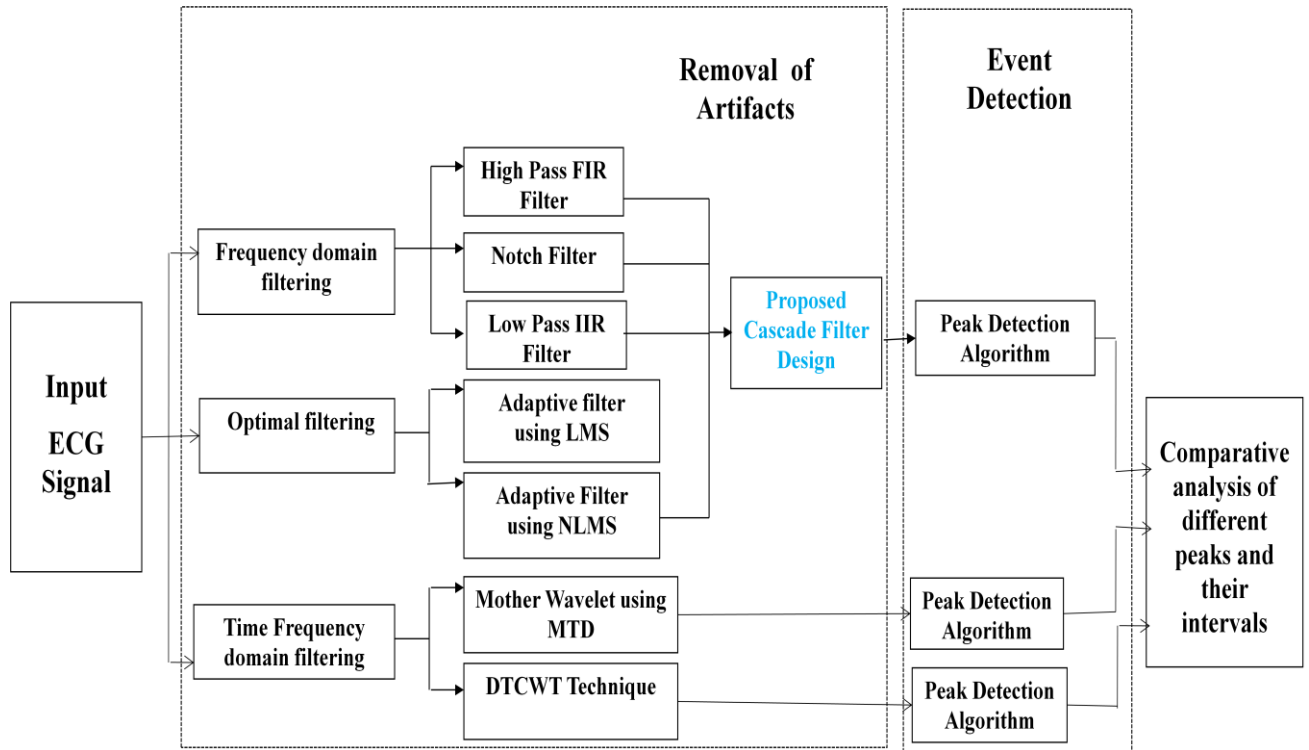 Removal of
Artifacts
Event
Detection
High Pass FIR
Filter
Frequency domain
filtering
Notch Filter
Low Pass IIR
Filter
Proposed
Cascade Filter
Design
Peak Detection
Algorithm
Input
ECG
Signal
Optimal filtering
Adaptive filter
using LMS
Adaptive Filter
using NLMS
Comparative
analysis of
different
peaks and
their
intervals
Time Frequency
domain filtering
Mother Wavelet using
MTD
Peak Detection
Algorithm
DTCWT Technique
Peak Detection
Algorithm